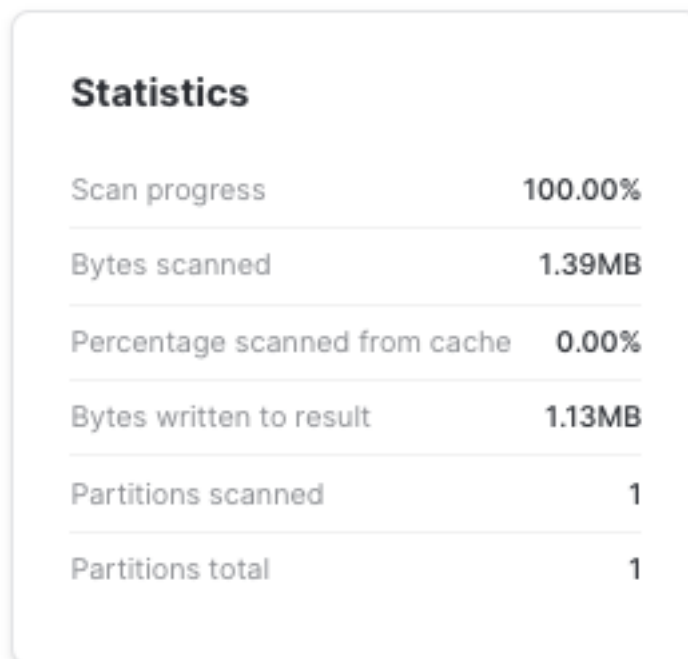 Statistics
Scan progress 100.00%
Bytes scanned 1.39MB
Percentage scanned from cache 0.00%
Bytes written to result 1.13MB
Partitions scanned 1
Partitions total 1